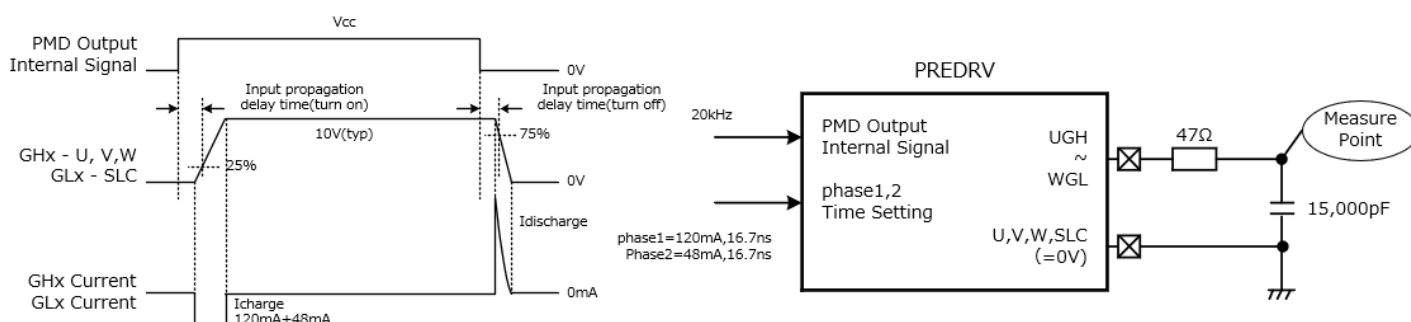 Vcc
PMD Output
Internal Signal
0V
Input propagation
delay time(turn on)
Input propagation
delay time(turn off)
10V(typ)
75%
GHx - U, V,W
GLx - SLC
25%
0V
Idischarge
GHx Current
GLx Current
0mA
Icharge
120mA+48mA
PREDRV
20kHz
PMD Output
Internal Signal
phase1,2
Time Setting
phase1=120mA,16.7ns
Phase2=48mA,16.7ns
UGH
~
WGL
U,V,W,SLC
(=0V)
47Ω
Measure
Point
15,000pF